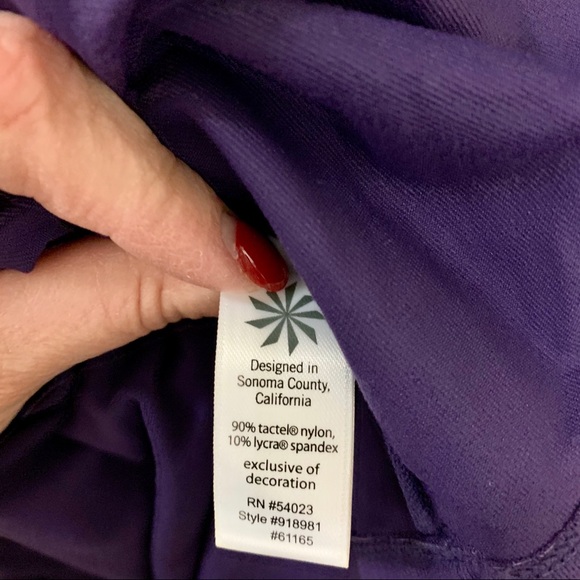 Designed in
Sonoma County,
California
90% tactel® nylon,
10% lycra® spandex
exclusive of
decoration
RN #54023
Style #918981
#61165